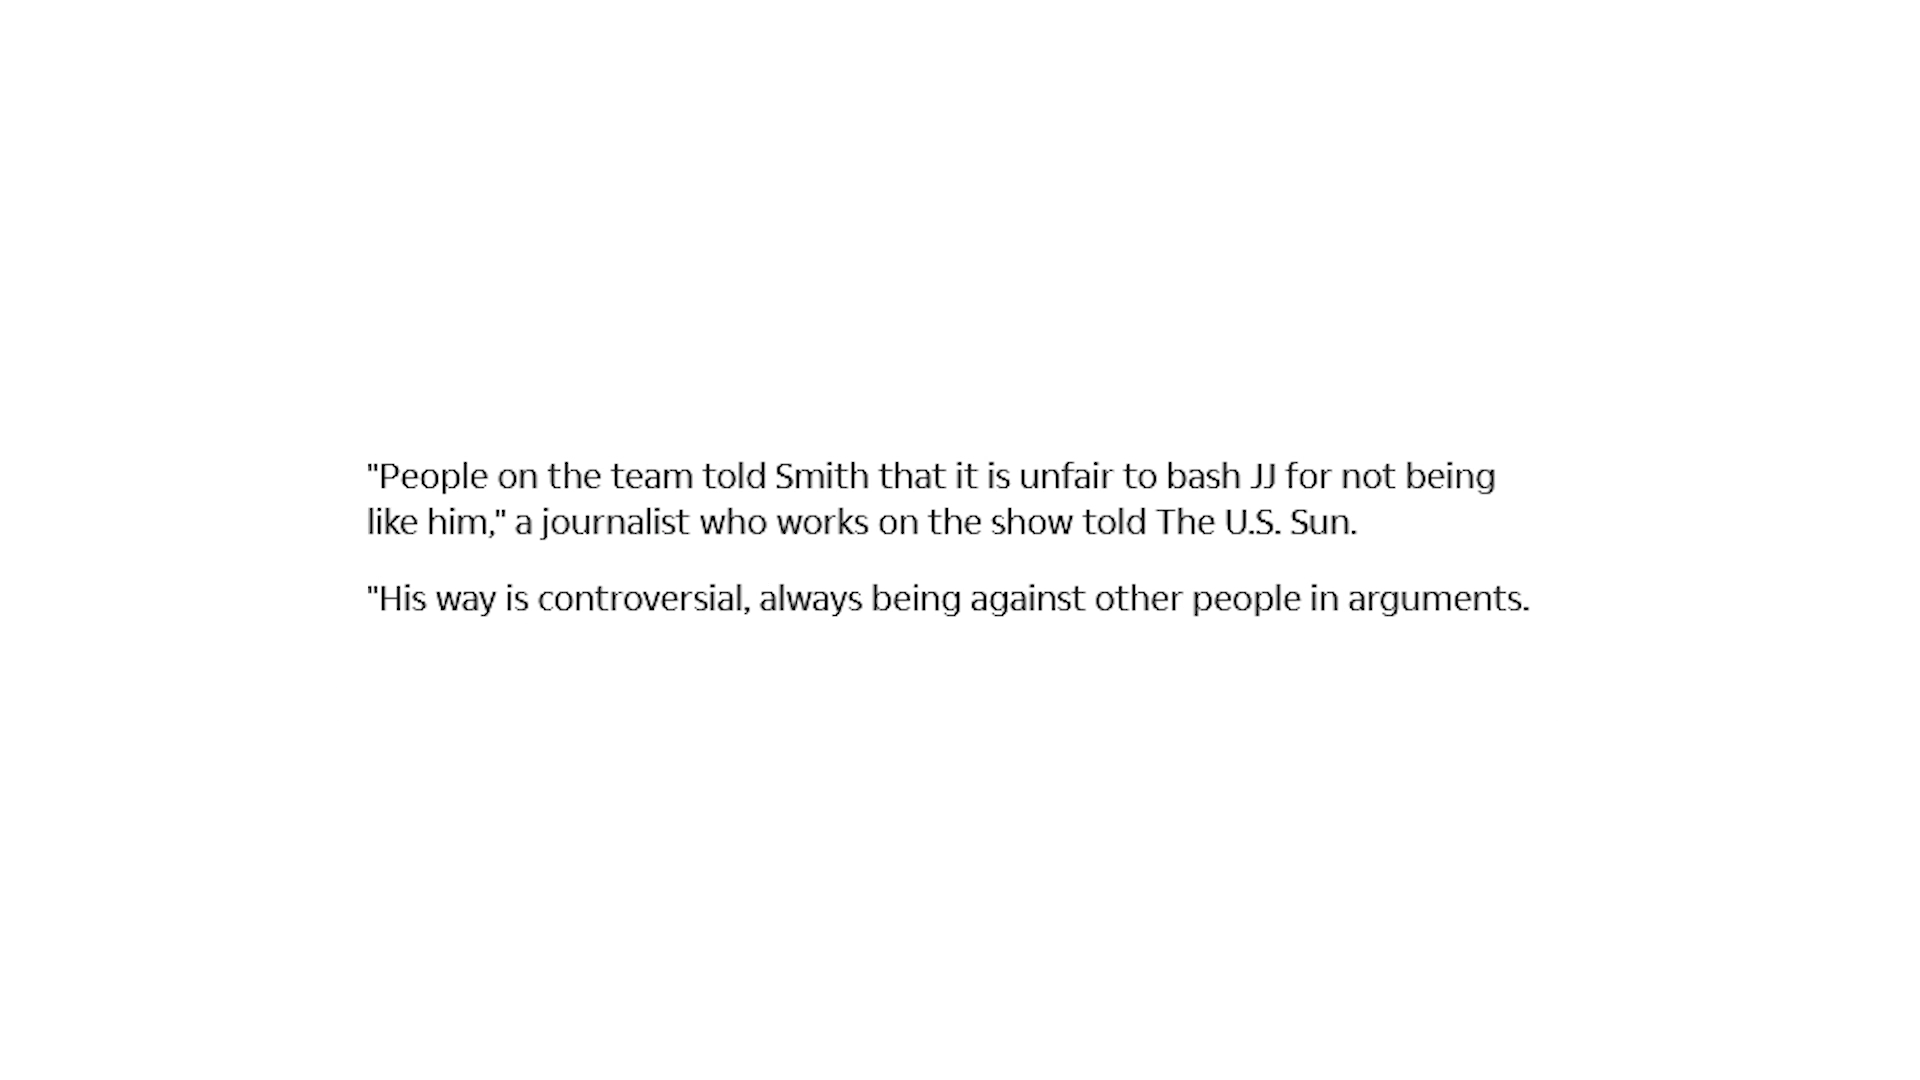 "People on the team told Smith that it is unfair to bash JJ for not being
like him," a journalist who works on the show told The U.S. Sun.
"His way is controversial, always being against other people in arguments.